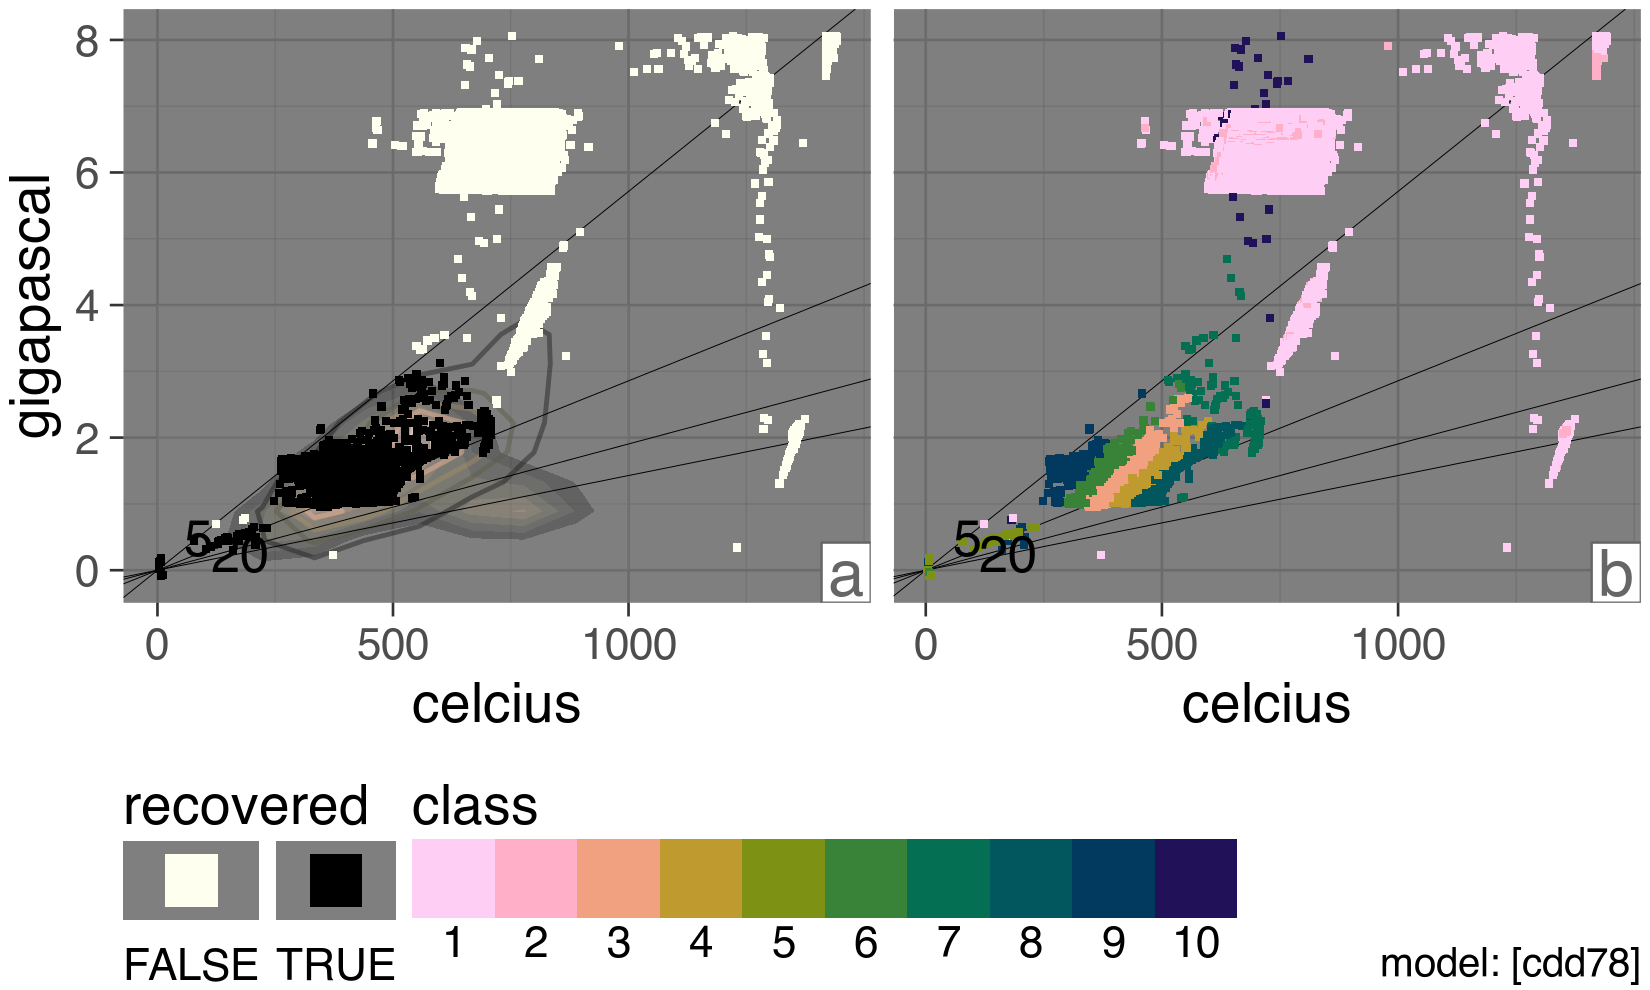 gigapascal
8
6
4
2
0
5
20
a
5
20
b
0 500 1000
0 500 1000
celcius
celcius
recovered
FALSE TRUE
class
1 2 3 4 5 6 7 8 9 10
model: [cdd78]